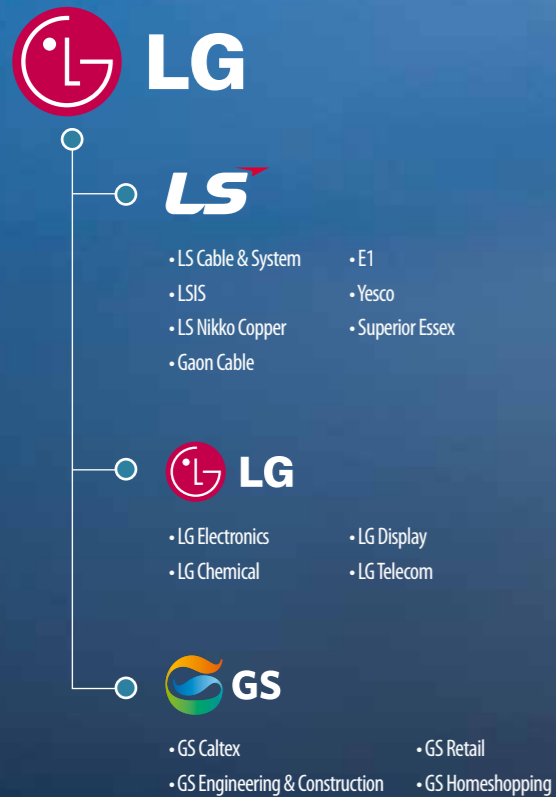 LG
LS
• LS Cable & System
• LSIS
• LS Nikko Copper
• Gaon Cable
• E1
• Yesco
• Superior Essex
LG
• LG Electronics
• LG Chemical
• LG Display
• LG Telecom
GS
• GS Caltex
• GS Engineering & Construction
• GS Retail
• GS Homeshopping